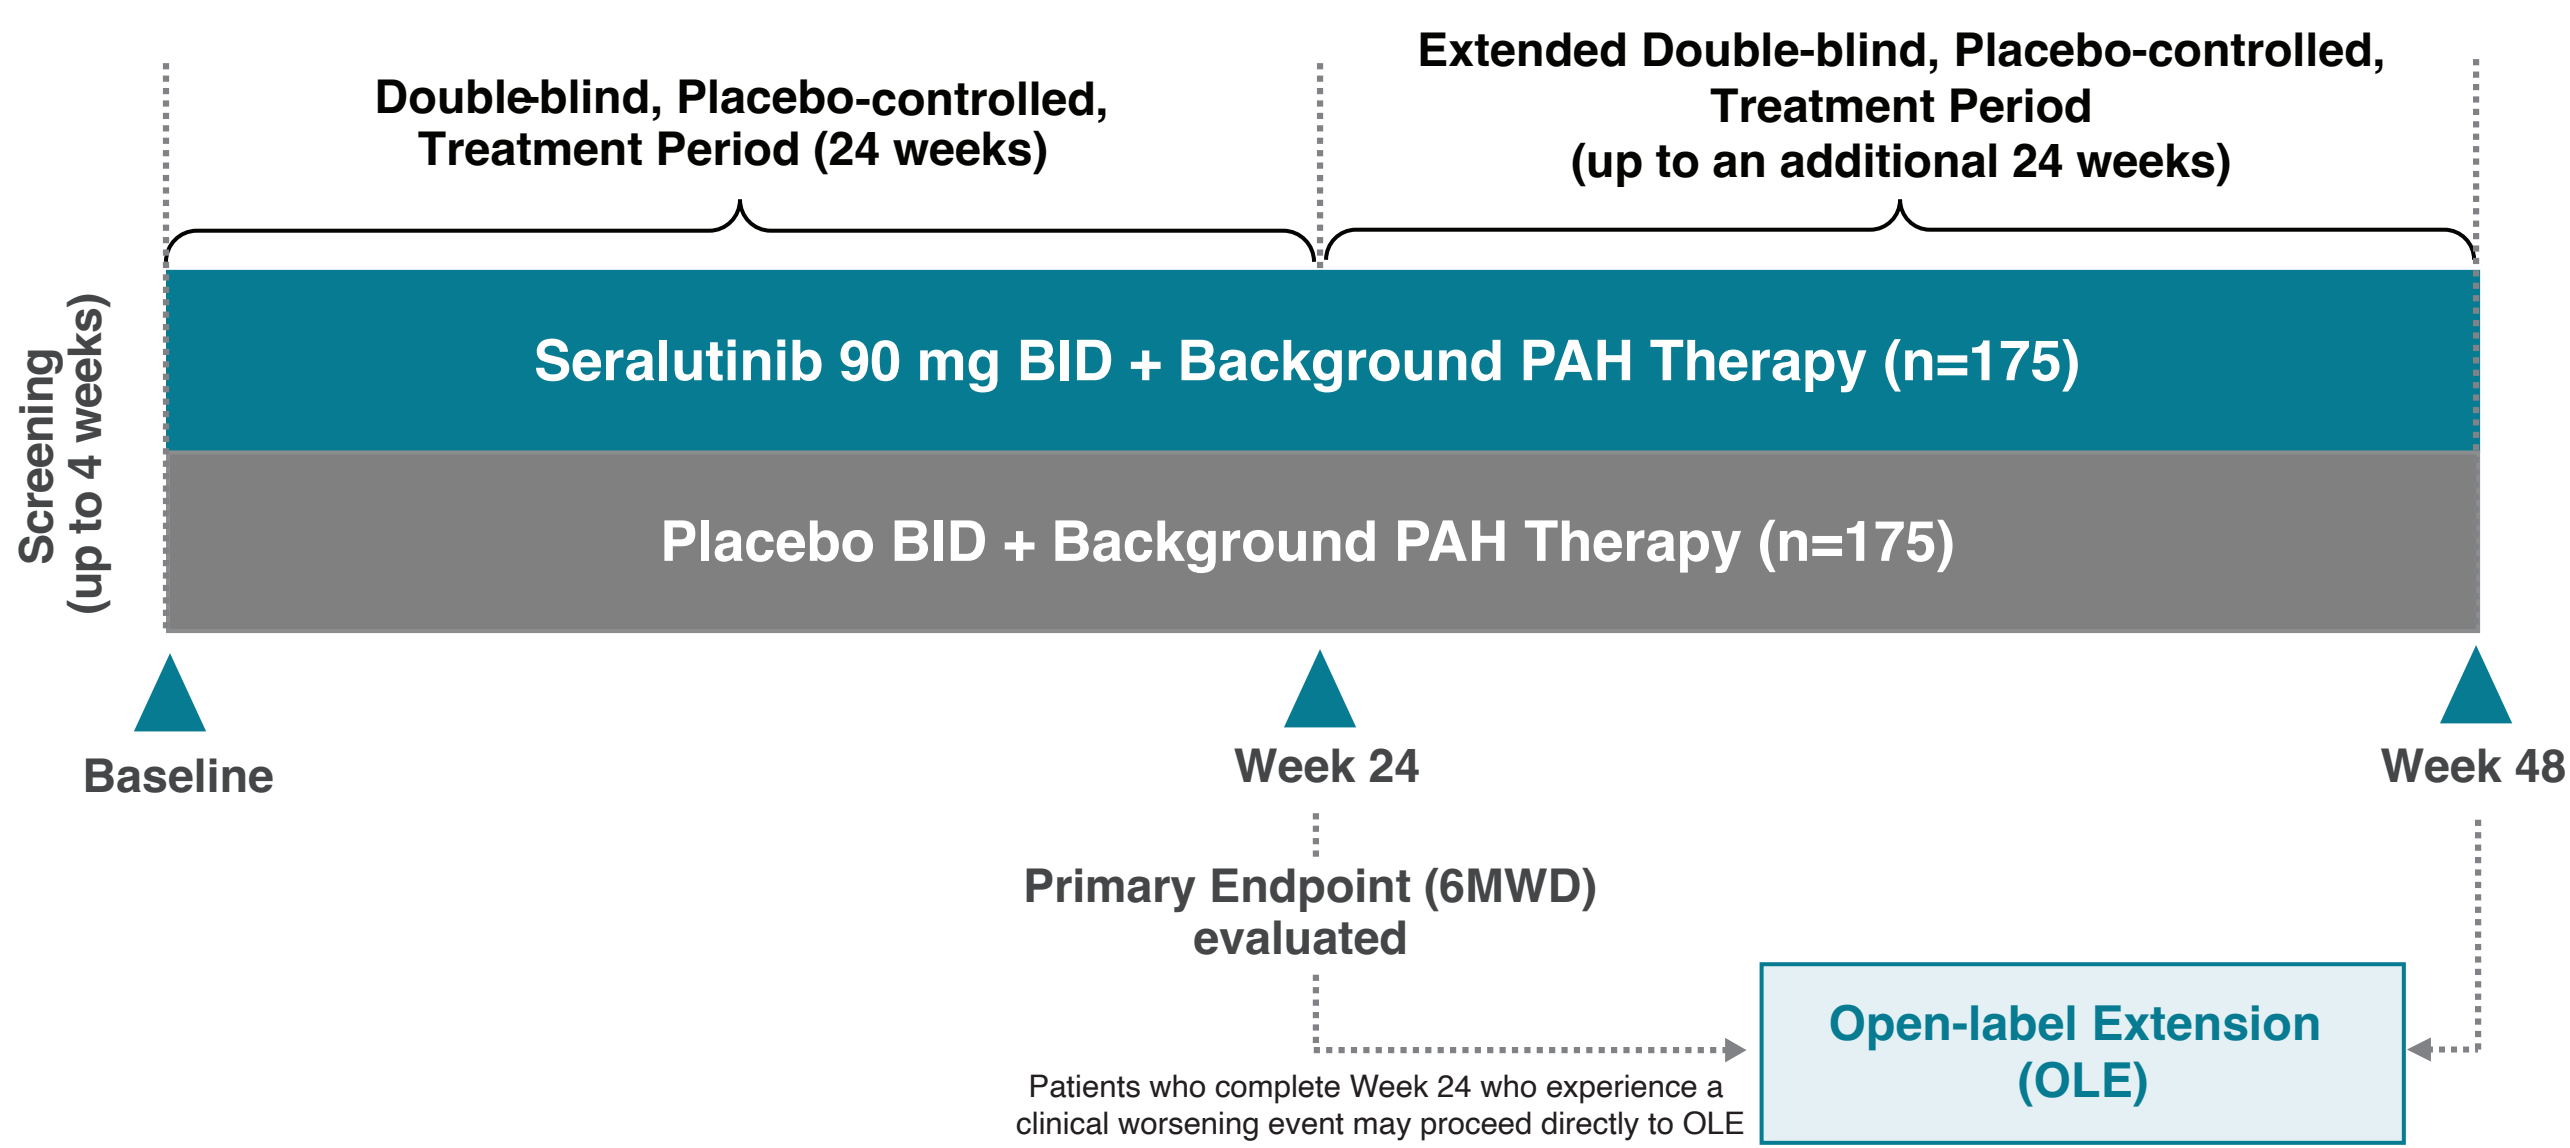 Double-blind, Placebo-controlled,
Treatment Period (24 weeks)
Extended Double-blind, Placebo-controlled,
Treatment Period
(up to an additional 24 weeks)
Screening
(up to 4 weeks)
Seralutinib 90 mg BID + Background PAH Therapy (n=175)
Placebo BID + Background PAH Therapy (n=175)
Baseline
Week 24
Week 48
Primary Endpoint (6MWD)
evaluated
Open-label Extension
(OLE)
Patients who complete Week 24 who experience a
clinical worsening event may proceed directly to OLE